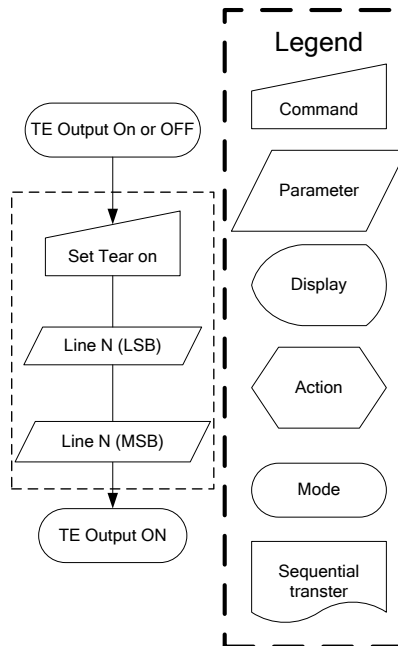 TE Output On or OFF
Set Tear on
Line N (LSB)
Line N (MSB)
TE Output ON
Legend
Command
Parameter
Display
Action
Mode
Sequential
transter